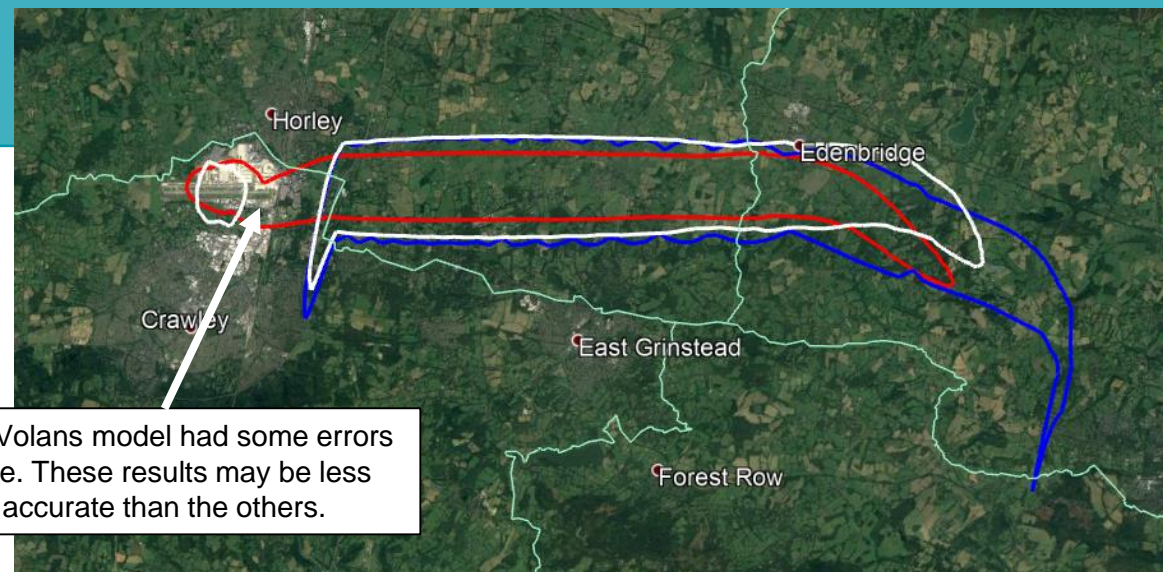 Horley
Edenbridge
Crawley
East Grinstead
Forest Row
Volans model had some errors
e. These results may be less
accurate than the others.